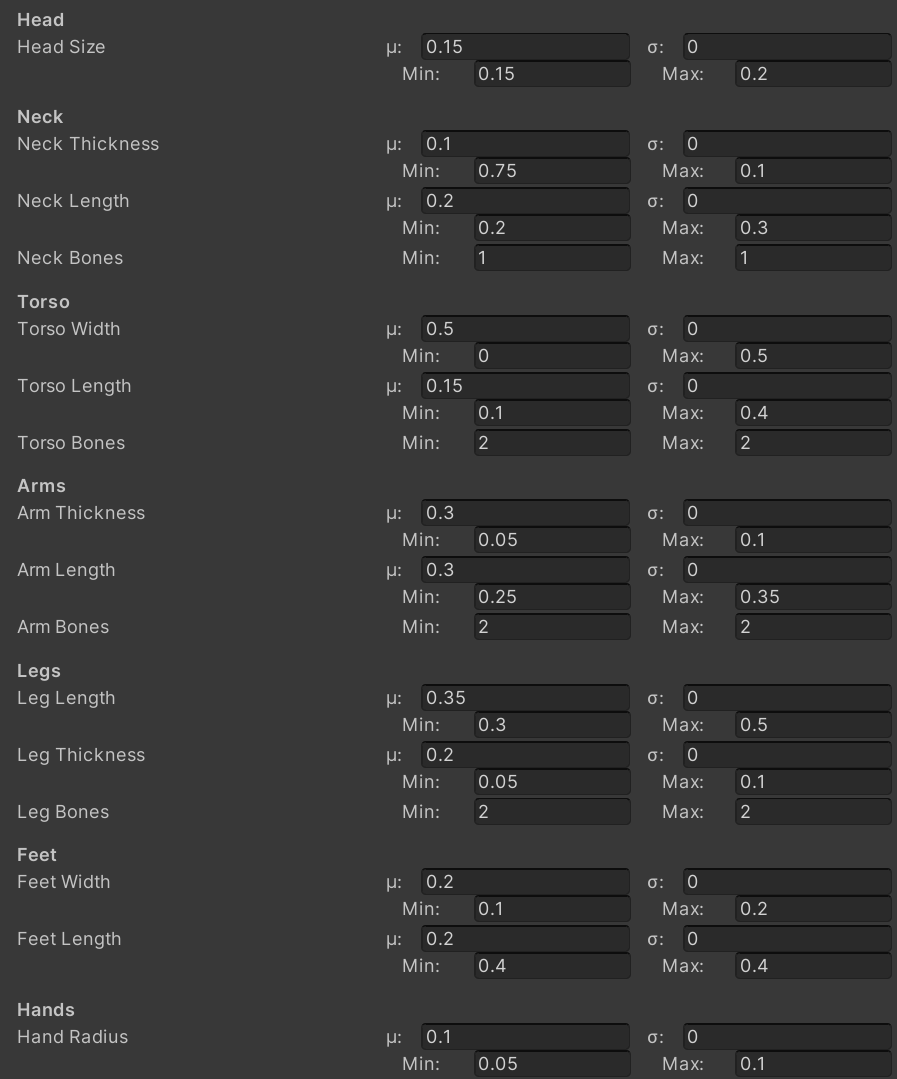 Head
Head Size μ: 0.15 σ: 0
Min: 0.15 Max: 0.2
Neck
Neck Thickness μ: 0.1 σ: 0
Min: 0.75 Max: 0.1
Neck Length μ: 0.2 σ: 0
Min: 0.2 Max: 0.3
Neck Bones Min: 1 Max: 1
Torso
Torso Width μ: 0.5 σ: 0
Min: 0 Max: 0.5
Torso Length μ: 0.15 σ: 0
Min: 0.1 Max: 0.4
Torso Bones Min: 2 Max: 2
Arms
Arm Thickness μ: 0.3 σ: 0
Min: 0.05 Max: 0.1
Arm Length μ: 0.3 σ: 0
Min: 0.25 Max: 0.35
Arm Bones Min: 2 Max: 2
Legs
Leg Length μ: 0.35 σ: 0
Min: 0.3 Max: 0.5
Leg Thickness μ: 0.2 σ: 0
Min: 0.05 Max: 0.1
Leg Bones Min: 2 Max: 2
Feet
Feet Width μ: 0.2 σ: 0
Min: 0.1 Max: 0.2
Feet Length μ: 0.2 σ: 0
Min: 0.4 Max: 0.4
Hands
Hand Radius μ: 0.1 σ: 0
Min: 0.05 Max: 0.1